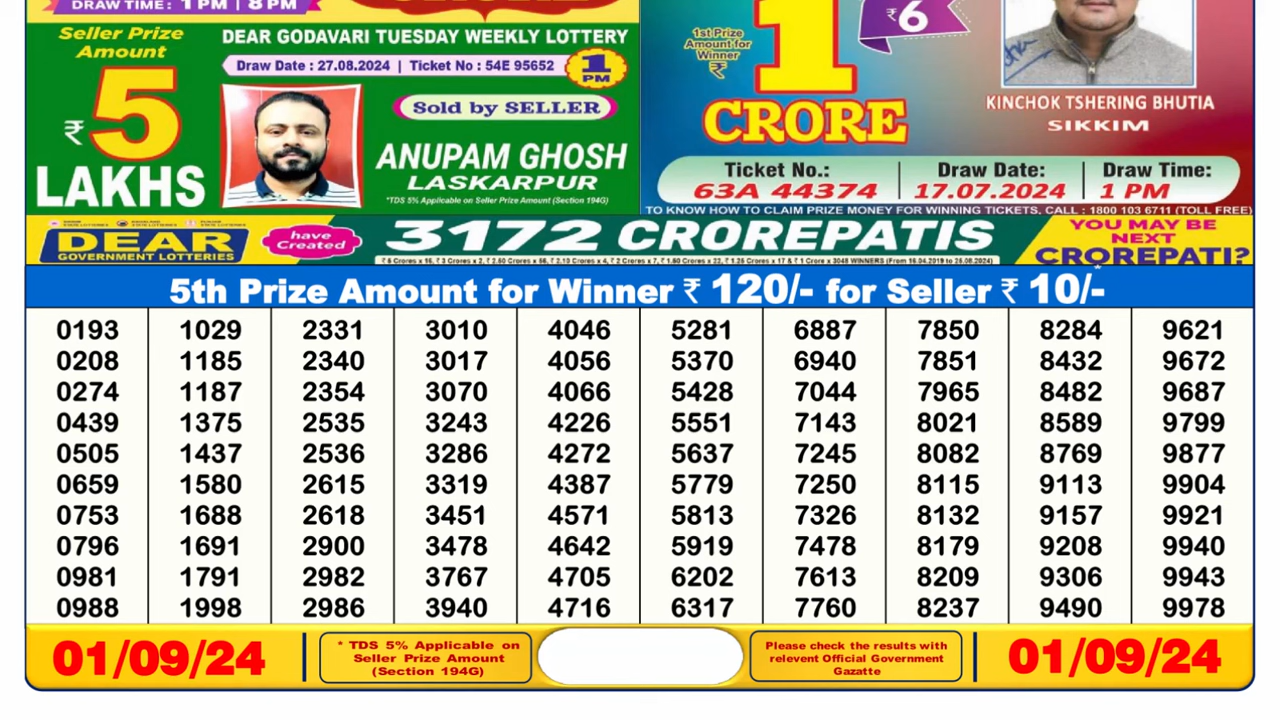 DRAW TIME : 1 PM | 8 PM
Seller Prize
Amount
₹ 5
LAKHS
DEAR GODAVARI TUESDAY WEEKLY LOTTERY
Draw Date : 27.08.2024 | Ticket No : 54E 95652
1
PM
Sold by SELLER
ANUPAM GHOSH
LASKARPUR
*TDS 5% Applicable on Seller Prize Amount (Section 194G)
1st Prize
Amount for
Winner
₹
1
CRORE
₹6
KINCHOK TSHERING BHUTIA
SIKKIM
Ticket No.: | Draw Date: | Draw Time:
63A 44374 | 17.07.2024 | 1 PM
TO KNOW HOW TO CLAIM PRIZE MONEY FOR WINNING TICKETS, CALL : 1800 103 6711 (TOLL FREE)
DEAR
GOVERNMENT LOTTERIES
have
Created
3172 CROREPATIS
YOU MAY BE
NEXT
CROREPATI?
5th Prize Amount for Winner ₹ 120/- for Seller ₹ 10/-*
0193 1029 2331 3010 4046 5281 6887 7850 8284 9621
0208 1185 2340 3017 4056 5370 6940 7851 8432 9672
0274 1187 2354 3070 4066 5428 7044 7965 8482 9687
0439 1375 2535 3243 4226 5551 7143 8021 8589 9799
0505 1437 2536 3286 4272 5637 7245 8082 8769 9877
0659 1580 2615 3319 4387 5779 7250 8115 9113 9904
0753 1688 2618 3451 4571 5813 7326 8132 9157 9921
0796 1691 2900 3478 4642 5919 7478 8179 9208 9940
0981 1791 2982 3767 4705 6202 7613 8209 9306 9943
0988 1998 2986 3940 4716 6317 7760 8237 9490 9978
01/09/24
* TDS 5% Applicable on
Seller Prize Amount
(Section 194G)
Please check the results with
relevent Official Government
Gazatte
01/09/24